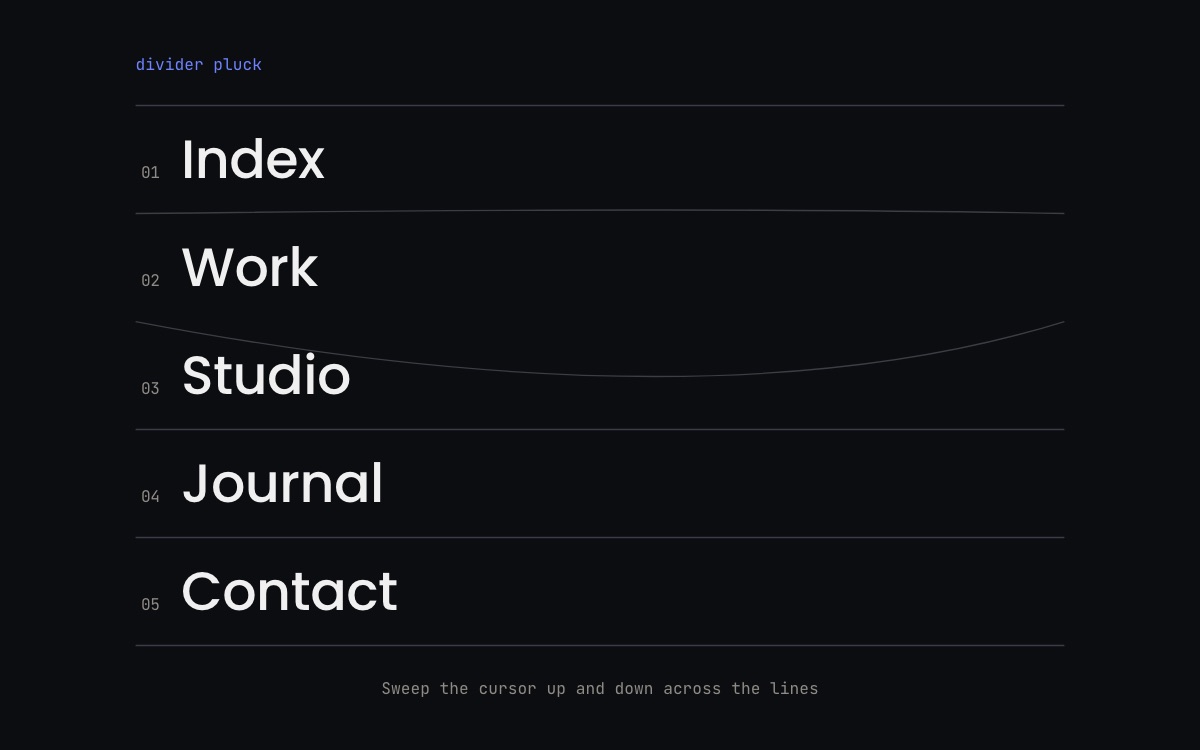 divider pluck
01 Index
02 Work
03 Studio
04 Journal
05 Contact
Sweep the cursor up and down across the lines